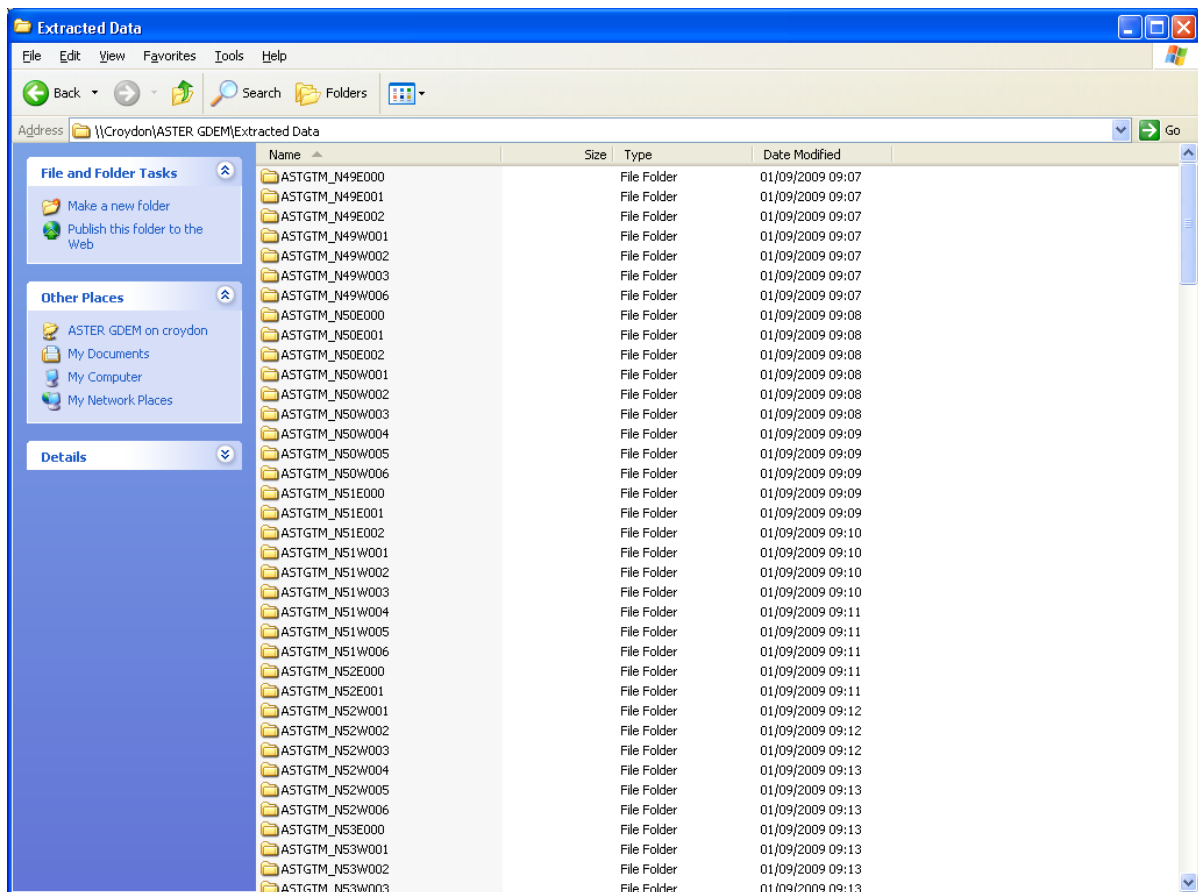 Extracted Data
File Edit View Favorites Tools Help
Back Search Folders
Address \\Croydon\ASTER GDEM\Extracted Data Go
File and Folder Tasks
Make a new folder
Publish this folder to the
Web
Other Places
ASTER GDEM on croydon
My Documents
My Computer
My Network Places
Details
Name Size Type Date Modified
ASTGTM_N49E000 File Folder 01/09/2009 09:07
ASTGTM_N49E001 File Folder 01/09/2009 09:07
ASTGTM_N49E002 File Folder 01/09/2009 09:07
ASTGTM_N49W001 File Folder 01/09/2009 09:07
ASTGTM_N49W002 File Folder 01/09/2009 09:07
ASTGTM_N49W003 File Folder 01/09/2009 09:07
ASTGTM_N49W006 File Folder 01/09/2009 09:07
ASTGTM_N50E000 File Folder 01/09/2009 09:08
ASTGTM_N50E001 File Folder 01/09/2009 09:08
ASTGTM_N50E002 File Folder 01/09/2009 09:08
ASTGTM_N50W001 File Folder 01/09/2009 09:08
ASTGTM_N50W002 File Folder 01/09/2009 09:08
ASTGTM_N50W003 File Folder 01/09/2009 09:08
ASTGTM_N50W004 File Folder 01/09/2009 09:09
ASTGTM_N50W005 File Folder 01/09/2009 09:09
ASTGTM_N50W006 File Folder 01/09/2009 09:09
ASTGTM_N51E000 File Folder 01/09/2009 09:09
ASTGTM_N51E001 File Folder 01/09/2009 09:09
ASTGTM_N51E002 File Folder 01/09/2009 09:10
ASTGTM_N51W001 File Folder 01/09/2009 09:10
ASTGTM_N51W002 File Folder 01/09/2009 09:10
ASTGTM_N51W003 File Folder 01/09/2009 09:10
ASTGTM_N51W004 File Folder 01/09/2009 09:11
ASTGTM_N51W005 File Folder 01/09/2009 09:11
ASTGTM_N51W006 File Folder 01/09/2009 09:11
ASTGTM_N52E000 File Folder 01/09/2009 09:11
ASTGTM_N52E001 File Folder 01/09/2009 09:11
ASTGTM_N52W001 File Folder 01/09/2009 09:12
ASTGTM_N52W002 File Folder 01/09/2009 09:12
ASTGTM_N52W003 File Folder 01/09/2009 09:12
ASTGTM_N52W004 File Folder 01/09/2009 09:13
ASTGTM_N52W005 File Folder 01/09/2009 09:13
ASTGTM_N52W006 File Folder 01/09/2009 09:13
ASTGTM_N53E000 File Folder 01/09/2009 09:13
ASTGTM_N53W001 File Folder 01/09/2009 09:13
ASTGTM_N53W002 File Folder 01/09/2009 09:13
ASTGTM_N53W003 File Folder 01/09/2009 09:13